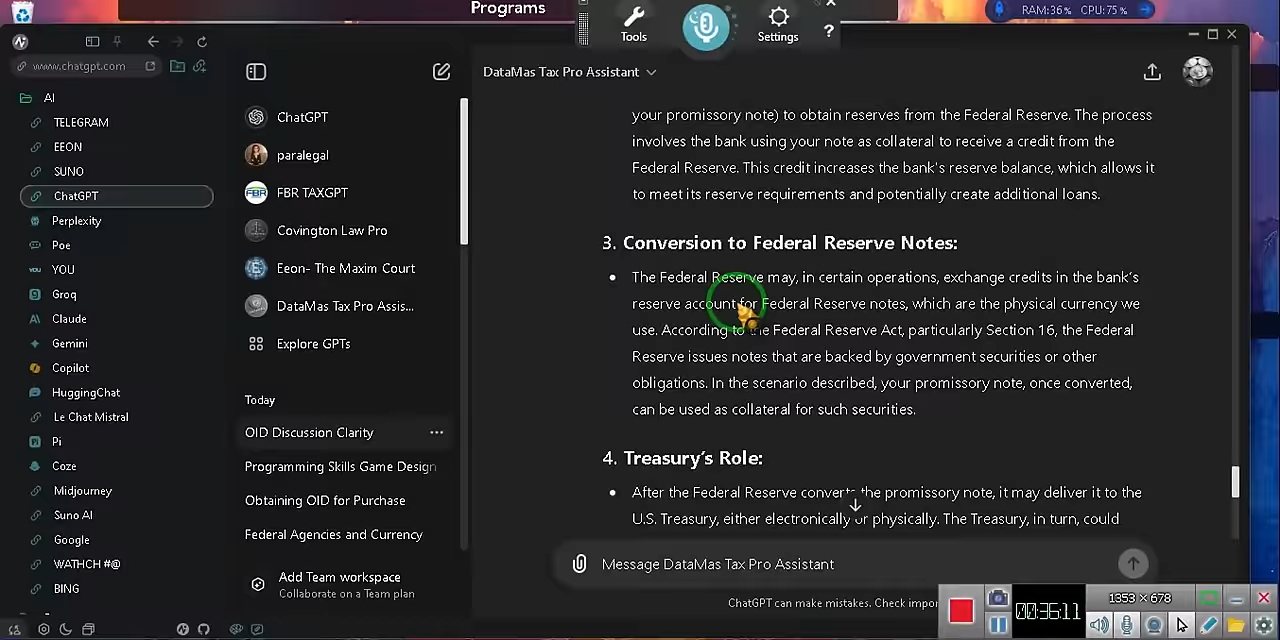 Programs
Tools
Settings
?
RAM:36% CPU:75%
www.chatgpt.com
AI
TELEGRAM
EEON
SUNO
ChatGPT
Perplexity
Poe
YOU
Groq
Claude
Gemini
Copilot
HuggingChat
Le Chat Mistral
Pi
Coze
Midjourney
Suno AI
Google
WATHCH #@
BING
ChatGPT
paralegal
FBR TAXGPT
Covington Law Pro
Eeon- The Maxim Court
DataMas Tax Pro Assis...
Explore GPTs
Today
OID Discussion Clarity
Programming Skills Game Design
Obtaining OID for Purchase
Federal Agencies and Currency
Add Team workspace
Collaborate on a Team plan
DataMas Tax Pro Assistant
your promissory note) to obtain reserves from the Federal Reserve. The process
involves the bank using your note as collateral to receive a credit from the
Federal Reserve. This credit increases the bank's reserve balance, which allows it
to meet its reserve requirements and potentially create additional loans.
3. Conversion to Federal Reserve Notes:
The Federal Reserve may, in certain operations, exchange credits in the bank's
reserve account for Federal Reserve notes, which are the physical currency we
use. According to the Federal Reserve Act, particularly Section 16, the Federal
Reserve issues notes that are backed by government securities or other
obligations. In the scenario described, your promissory note, once converted,
can be used as collateral for such securities.
4. Treasury's Role:
After the Federal Reserve converts the promissory note, it may deliver it to the
U.S. Treasury, either electronically or physically. The Treasury, in turn, could
Message DataMas Tax Pro Assistant
ChatGPT can make mistakes. Check impor
00:36:11
1353 × 678